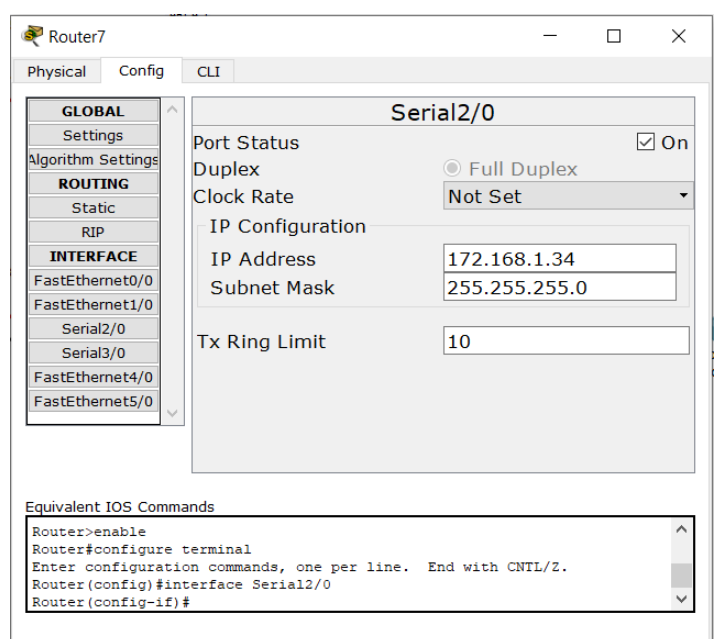 Router7
Physical Config CLI
GLOBAL
Settings
Algorithm Settings
ROUTING
Static
RIP
INTERFACE
FastEthernet0/0
FastEthernet1/0
Serial2/0
Serial3/0
FastEthernet4/0
FastEthernet5/0
Serial2/0
Port Status On
Duplex Full Duplex
Clock Rate Not Set
IP Configuration
IP Address 172.168.1.34
Subnet Mask 255.255.255.0
Tx Ring Limit 10
Equivalent IOS Commands
Router>enable
Router#configure terminal
Enter configuration commands, one per line. End with CNTL/Z.
Router(config)#interface Serial2/0
Router(config-if)#